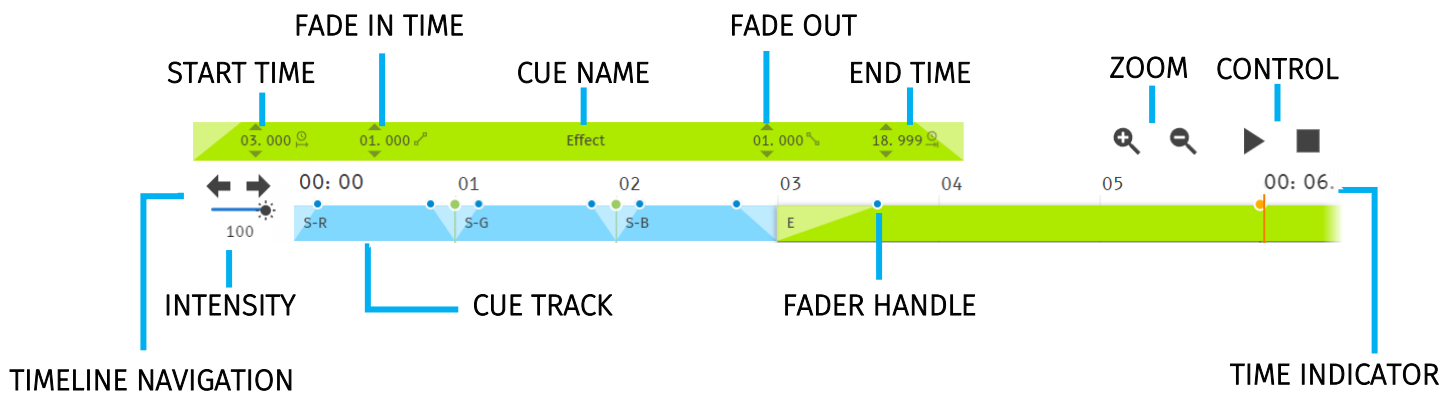 FADE IN TIME
FADE OUT
START TIME
CUE NAME
END TIME
ZOOM
CONTROL
03. 000
01. 000
Effect
01. 000
18. 999
00: 00
01
02
03
04
05
00: 06.
100
S-R
S-G
S-B
E
INTENSITY
CUE TRACK
FADER HANDLE
TIMELINE NAVIGATION
TIME INDICATOR